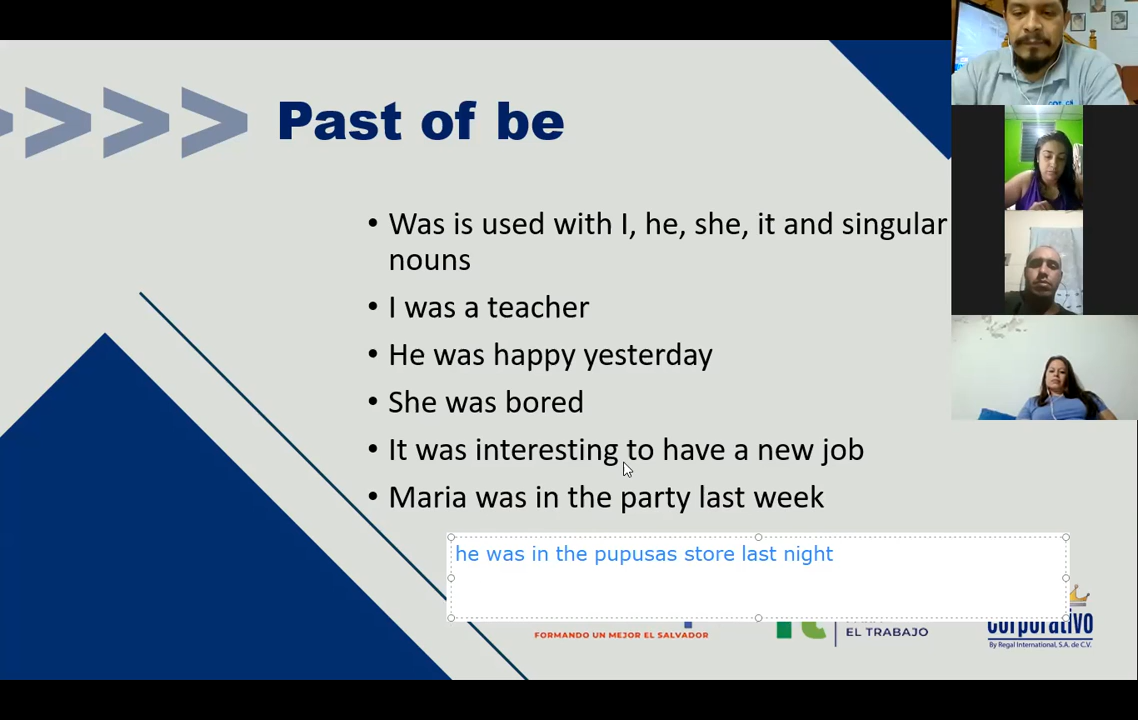 Past of be
• Was is used with I, he, she, it and singular
nouns
• I was a teacher
• He was happy yesterday
• She was bored
• It was interesting to have a new job
• Maria was in the party last week
he was in the pupusas store last night
FORMANDO UN MEJOR EL SALVADOR
EL TRABAJO
corporativo
By Regal International, S.A. de C.V.